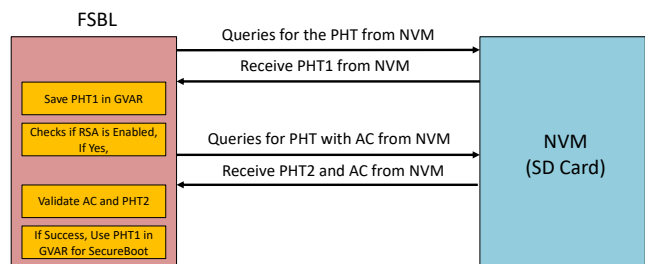 FSBL
Queries for the PHT from NVM
Receive PHT1 from NVM
Save PHT1 in GVAR
Checks if RSA is Enabled,
If Yes,
Queries for PHT with AC from NVM
Receive PHT2 and AC from NVM
Validate AC and PHT2
If Success, Use PHT1 in
GVAR for SecureBoot
NVM
(SD Card)